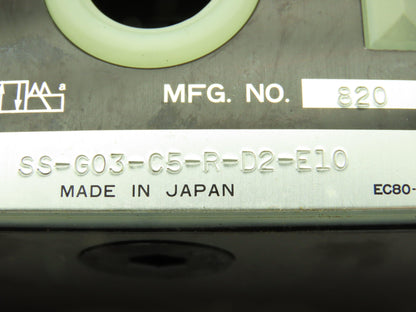 a
MFG. NO. 820
SS-G03-C5-R-D2-E10
MADE IN JAPAN EC80-